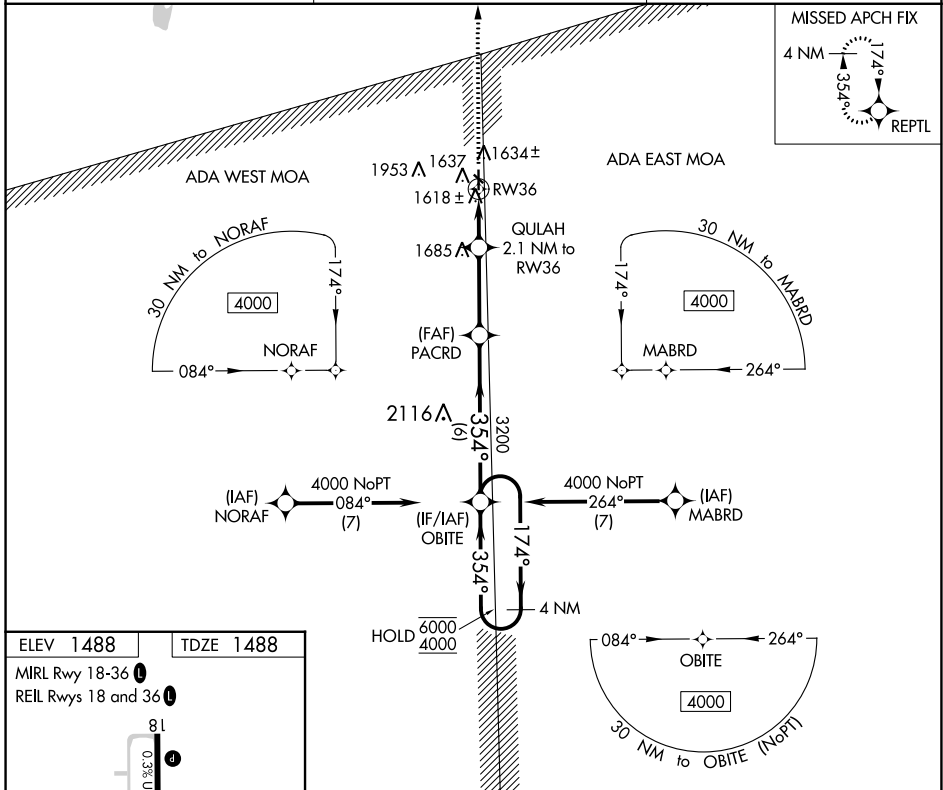 MISSED APCH FIX
4 NM
174°
354°
REPTL
1634±
1637
1953
ADA WEST MOA
ADA EAST MOA
1618±
RW36
QULAH
2.1 NM to
RW36
1685
30 NM to NORAF
174°
4000
NORAF
084°
30 NM to MABRD
174°
4000
MABRD
264°
(FAF)
PACRD
2116
(6)
354°
3200
(IAF)
NORAF
4000 NoPT
084°
(7)
(IF/IAF)
OBITE
4000 NoPT
264°
(7)
(IAF)
MABRD
354°
174°
4 NM
HOLD
6000
4000
084°
264°
OBITE
4000
30 NM to OBITE (NoPT)
ELEV 1488
TDZE 1488
MIRL Rwy 18-36 L
REIL Rwys 18 and 36 L
18
P
0.3% U